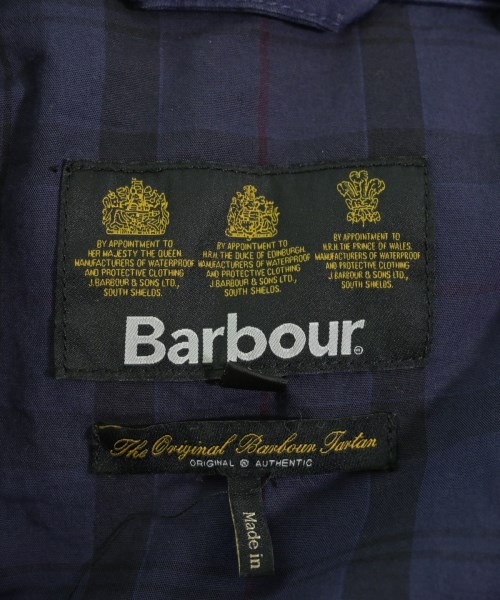 BY APPOINTMENT TO
HER MAJESTY THE QUEEN
MANUFACTURERS OF WATERPROOF
AND PROTECTIVE CLOTHING
J.BARBOUR & SONS LTD.,
SOUTH SHIELDS.
BY APPOINTMENT TO
H.R.H. THE DUKE OF EDINBURGH.
MANUFACTURERS OF WATERPROOF
AND PROTECTIVE CLOTHING
J.BARBOUR & SONS LTD.,
SOUTH SHIELDS.
BY APPOINTMENT TO
H.R.H. THE PRINCE OF WALES.
MANUFACTURERS OF WATERPROOF
AND PROTECTIVE CLOTHING
J.BARBOUR & SONS LTD.,
SOUTH SHIELDS.
Barbour®
The Original Barbour Tartan
ORIGINAL ® AUTHENTIC
Made in